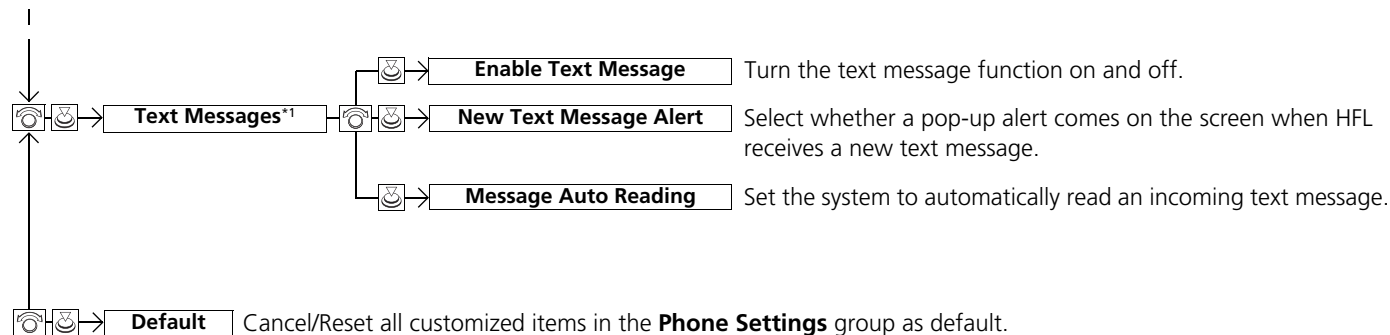 Enable Text Message Turn the text message function on and off.
Text Messages*1 New Text Message Alert Select whether a pop-up alert comes on the screen when HFL
receives a new text message.
Message Auto Reading Set the system to automatically read an incoming text message.
Default Cancel/Reset all customized items in the Phone Settings group as default.